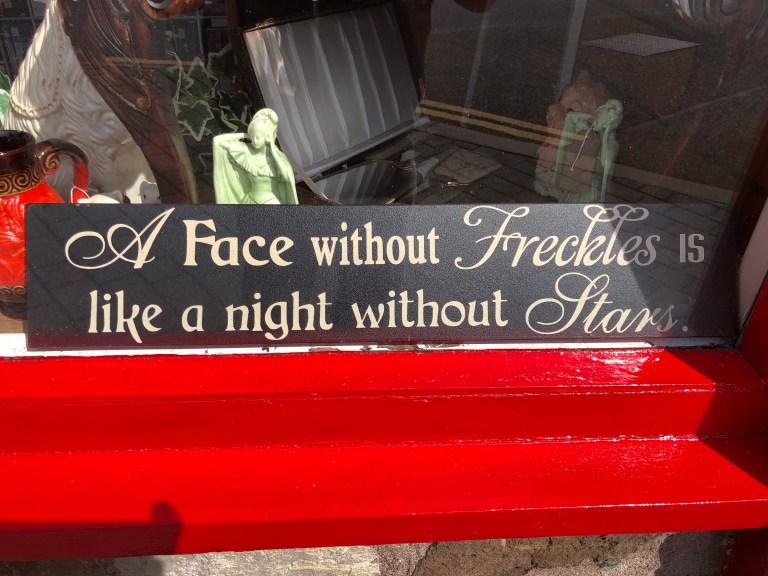 A Face without Freckles is
like a night without Stars.